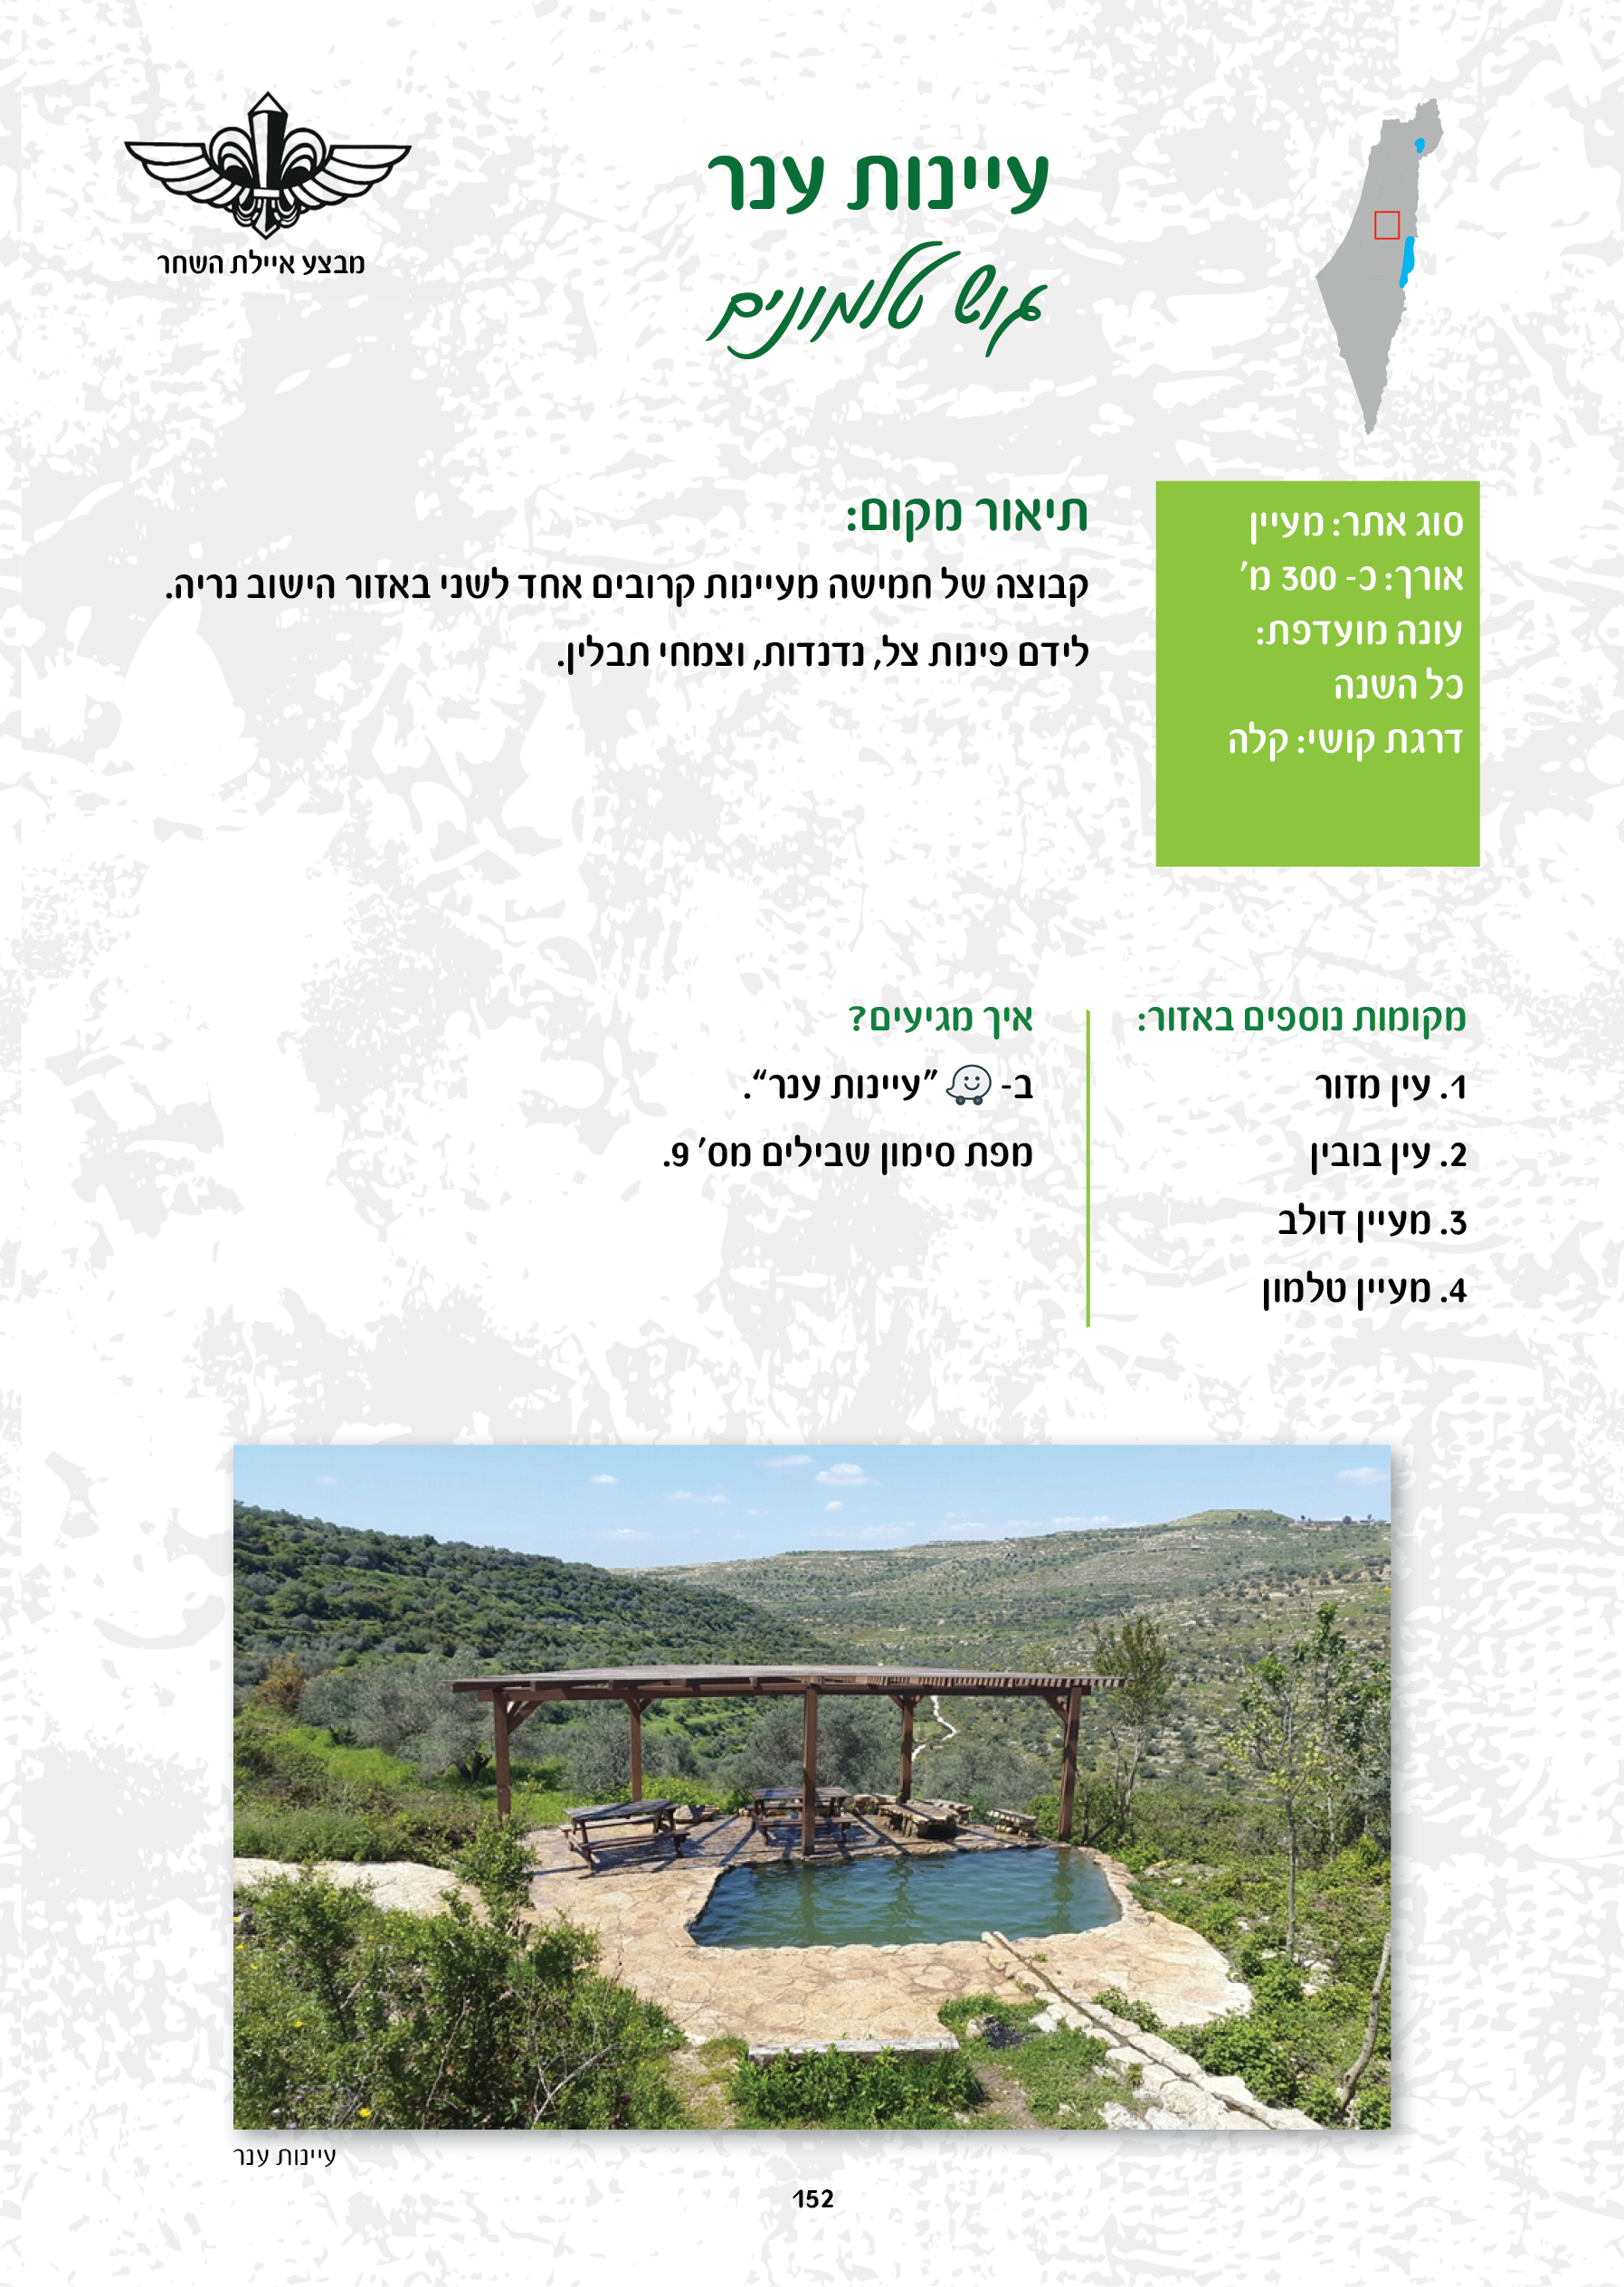 מבצע איילת השחר
עיינות ענר
גוש טלמונים
סוג אתר: מעיין
אורך: כ- 300 מ'
עונה מועדפת:
כל השנה
דרגת קושי: קלה
תיאור מקום:
קבוצה של חמישה מעיינות קרובים אחד לשני באזור הישוב נריה.
לידם פינות צל, נדנדות, וצמחי תבלין.
מקומות נוספים באזור:
1. עין מזור
2. עין בובין
3. מעיין דולב
4. מעיין טלמון
איך מגיעים?
ב- ”עיינות ענר“.
מפת סימון שבילים מס' 9.
עיינות ענר
152